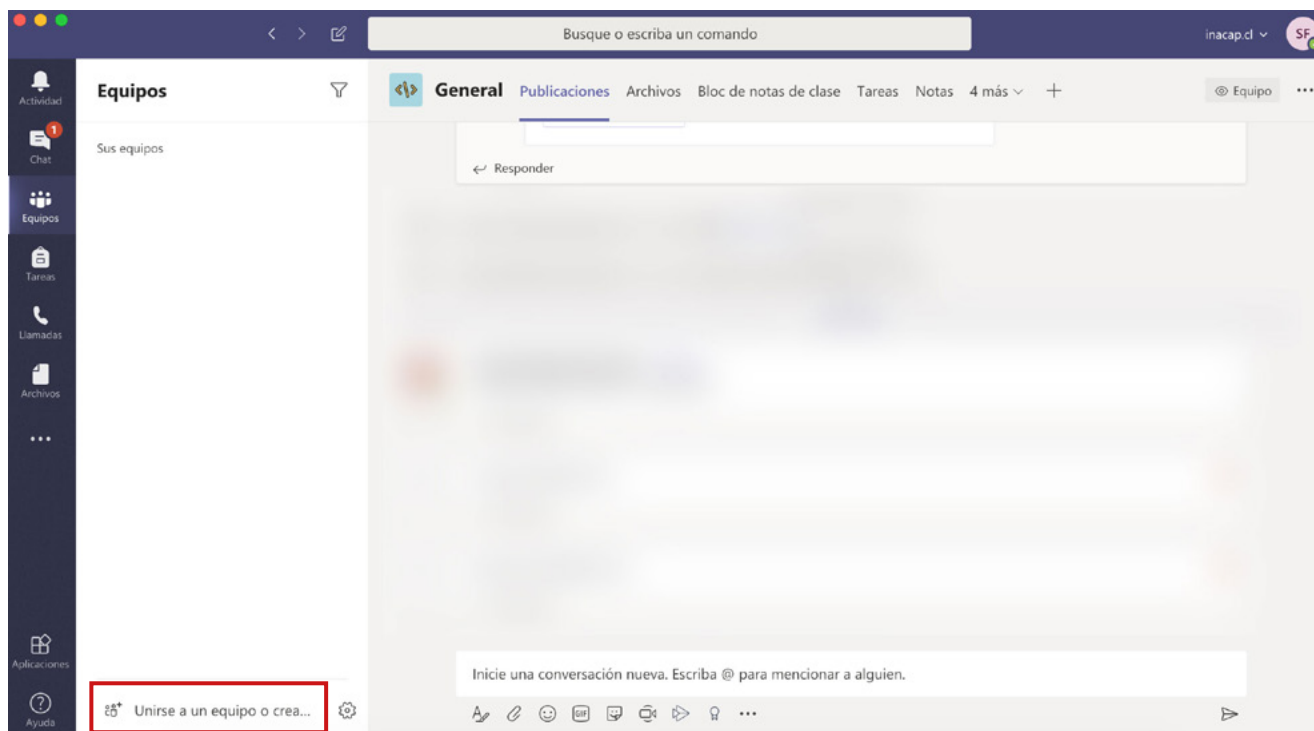 Busque o escriba un comando
inacap.cl
SF
Actividad
Chat
1
Equipos
Tareas
Llamadas
Archivos
Aplicaciones
Ayuda
Equipos
Sus equipos
Unirse a un equipo o crea...
General Publicaciones Archivos Bloc de notas de clase Tareas Notas 4 más
Equipo
Responder
Inicie una conversación nueva. Escriba @ para mencionar a alguien.
GIF